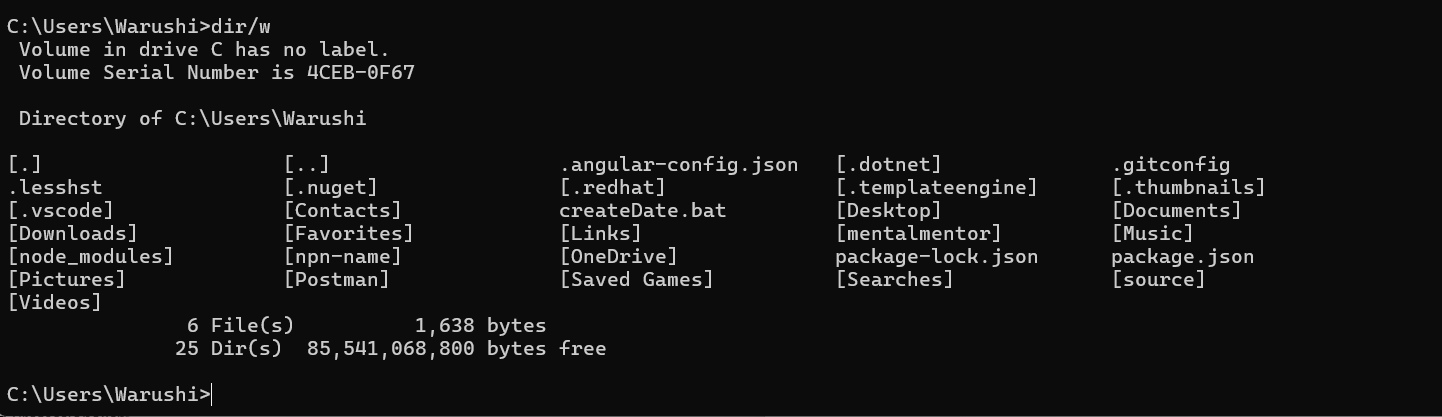 C:\Users\Warushi>dir/w
 Volume in drive C has no label.
 Volume Serial Number is 4CEB-0F67

 Directory of C:\Users\Warushi

[.]                    [..]                   .angular-config.json   [.dotnet]              .gitconfig
.lesshst               [.nuget]               [.redhat]              [.templateengine]      [.thumbnails]
[.vscode]              [Contacts]             createDate.bat         [Desktop]              [Documents]
[Downloads]            [Favorites]            [Links]                [mentalmentor]         [Music]
[node_modules]         [npn-name]             [OneDrive]             package-lock.json      package.json
[Pictures]             [Postman]              [Saved Games]          [Searches]             [source]
[Videos]
               6 File(s)          1,638 bytes
              25 Dir(s)  85,541,068,800 bytes free

C:\Users\Warushi>